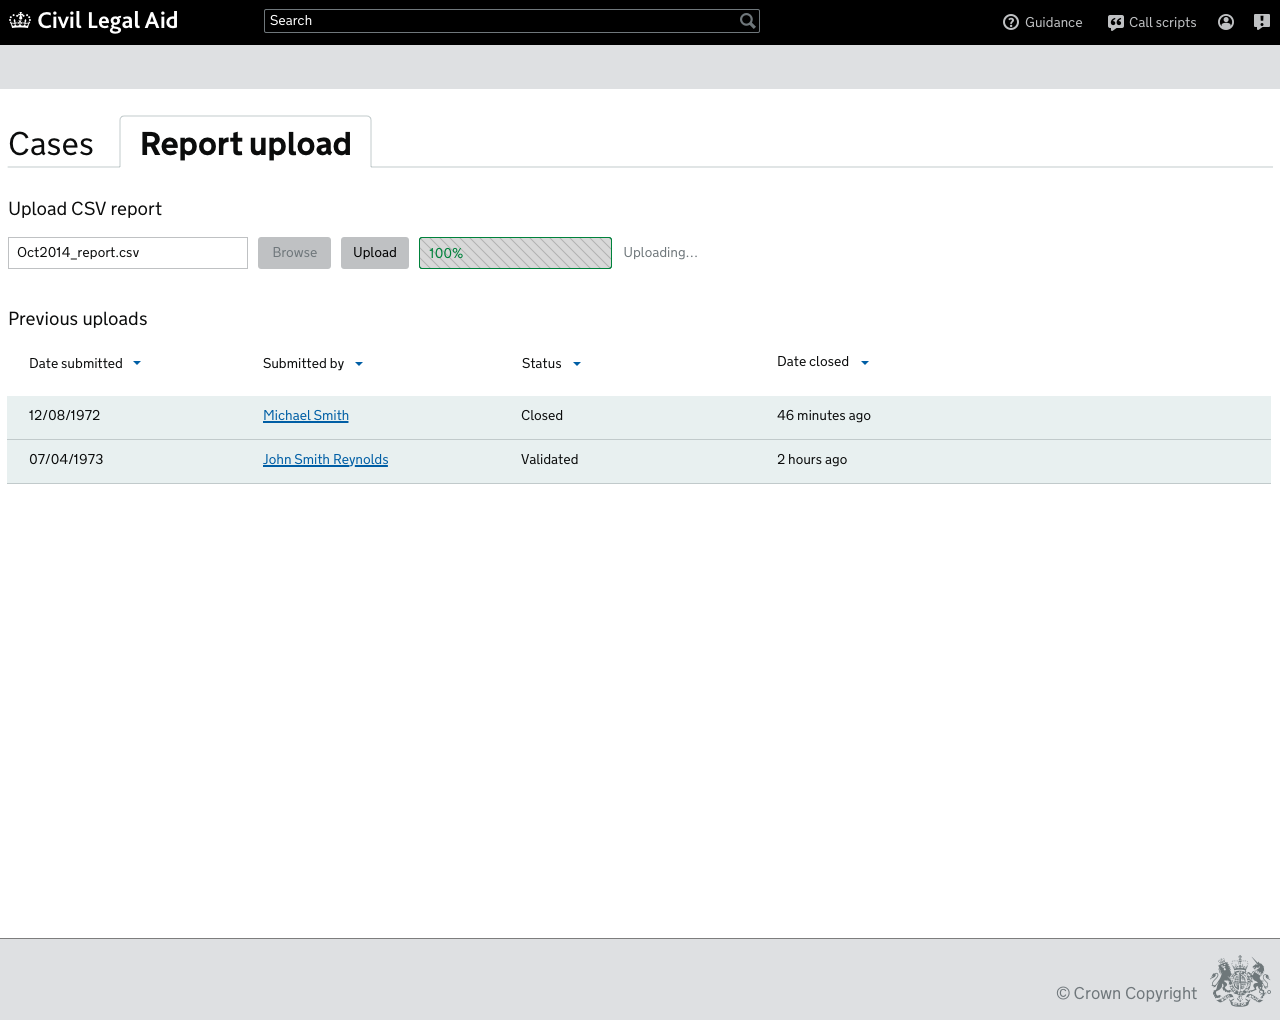 Civil Legal Aid
Search
Guidance
Call scripts
Cases
Report upload
Upload CSV report
Oct2014_report.csv
Browse
Upload
100%
Uploading...
Previous uploads
Date submitted
Submitted by
Status
Date closed
12/08/1972
Michael Smith
Closed
46 minutes ago
07/04/1973
John Smith Reynolds
Validated
2 hours ago
© Crown Copyright